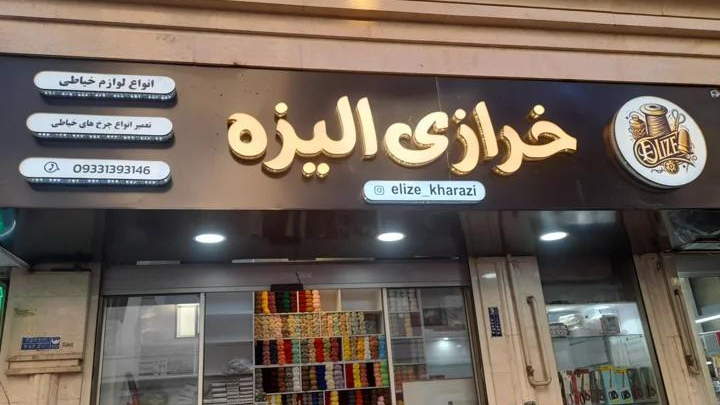 خرازی الیزه
ELIZE
elize_kharazi
انواع لوازم خیاطی
تعمیر انواع چرخ های خیاطی
09331393146